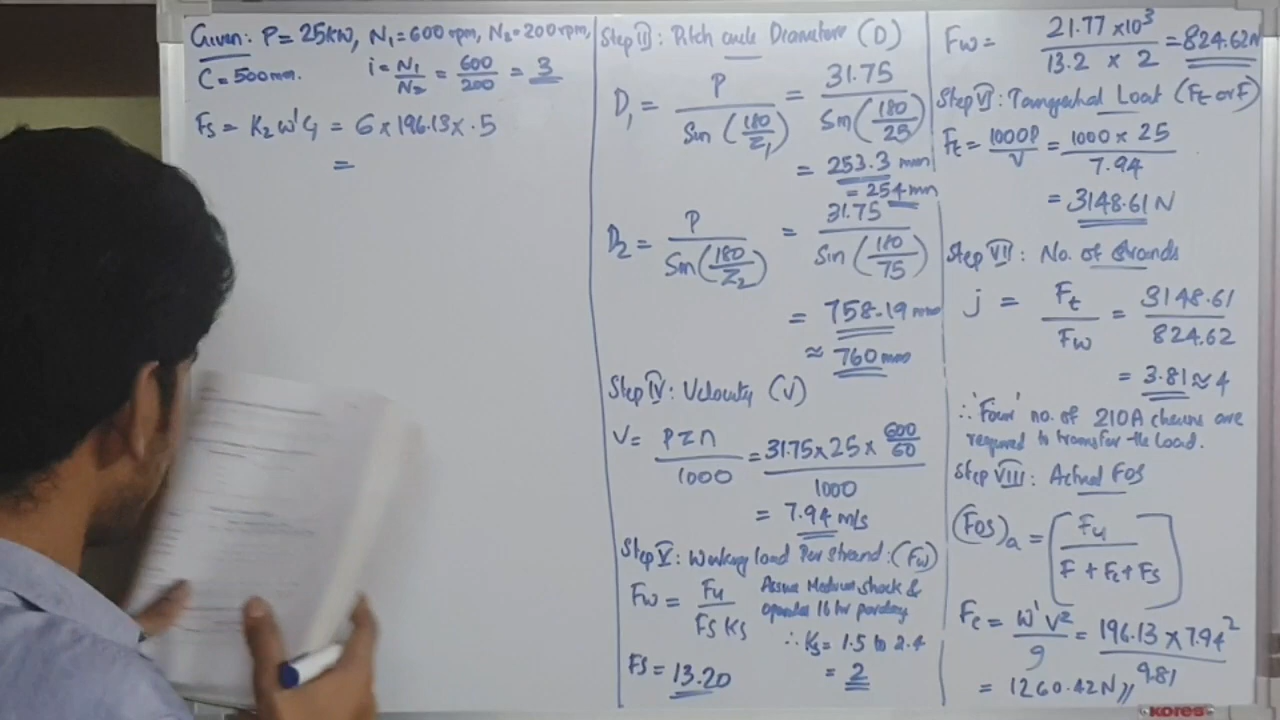 Given: P = 25kW, N₁ = 600 rpm, N₂ = 200 rpm,
C = 500mm. i = N₁/N₂ = 600/200 = 3
Fs = K₂ w' C₁ = 6 × 196.13 × .5
=
Step III: Pitch circle Diameter (D)
D₁ = P / Sin (180/Z₁) = 31.75 / Sin (180/25)
= 253.3 mm
= 254 mm
D₂ = P / Sin (180/Z₂) = 31.75 / Sin (180/75)
= 758.19 mm
≈ 760 mm
Step IV: Velocity (V)
V = PZn / 1000 = 31.75 × 25 × 600/60 / 1000
= 7.94 m/s
Step V: Working load Per strand: (Fw)
Fw = Fu / FS Ks Assume Medium shock &
operates 16 hr per day
∴ Ks = 1.5 to 2.4
FS = 13.20 = 2
Fw = 21.77 × 10³ / 13.2 × 2 = 824.62N
Step VI: Tangential Load (Ft or F)
Ft = 1000P / V = 1000 × 25 / 7.94
= 3148.61 N
Step VII: No. of strands
j = Ft / Fw = 3148.61 / 824.62
= 3.81 ≈ 4
∴ 'Four' no. of 210A chains are
required to transfer the Load.
Step VIII: Actual FOS
(FOS)a = [Fu / F + Fc + Fs]
Fc = w' V² / g = 196.13 × 7.94² / 9.81
= 1260.42N //
kores